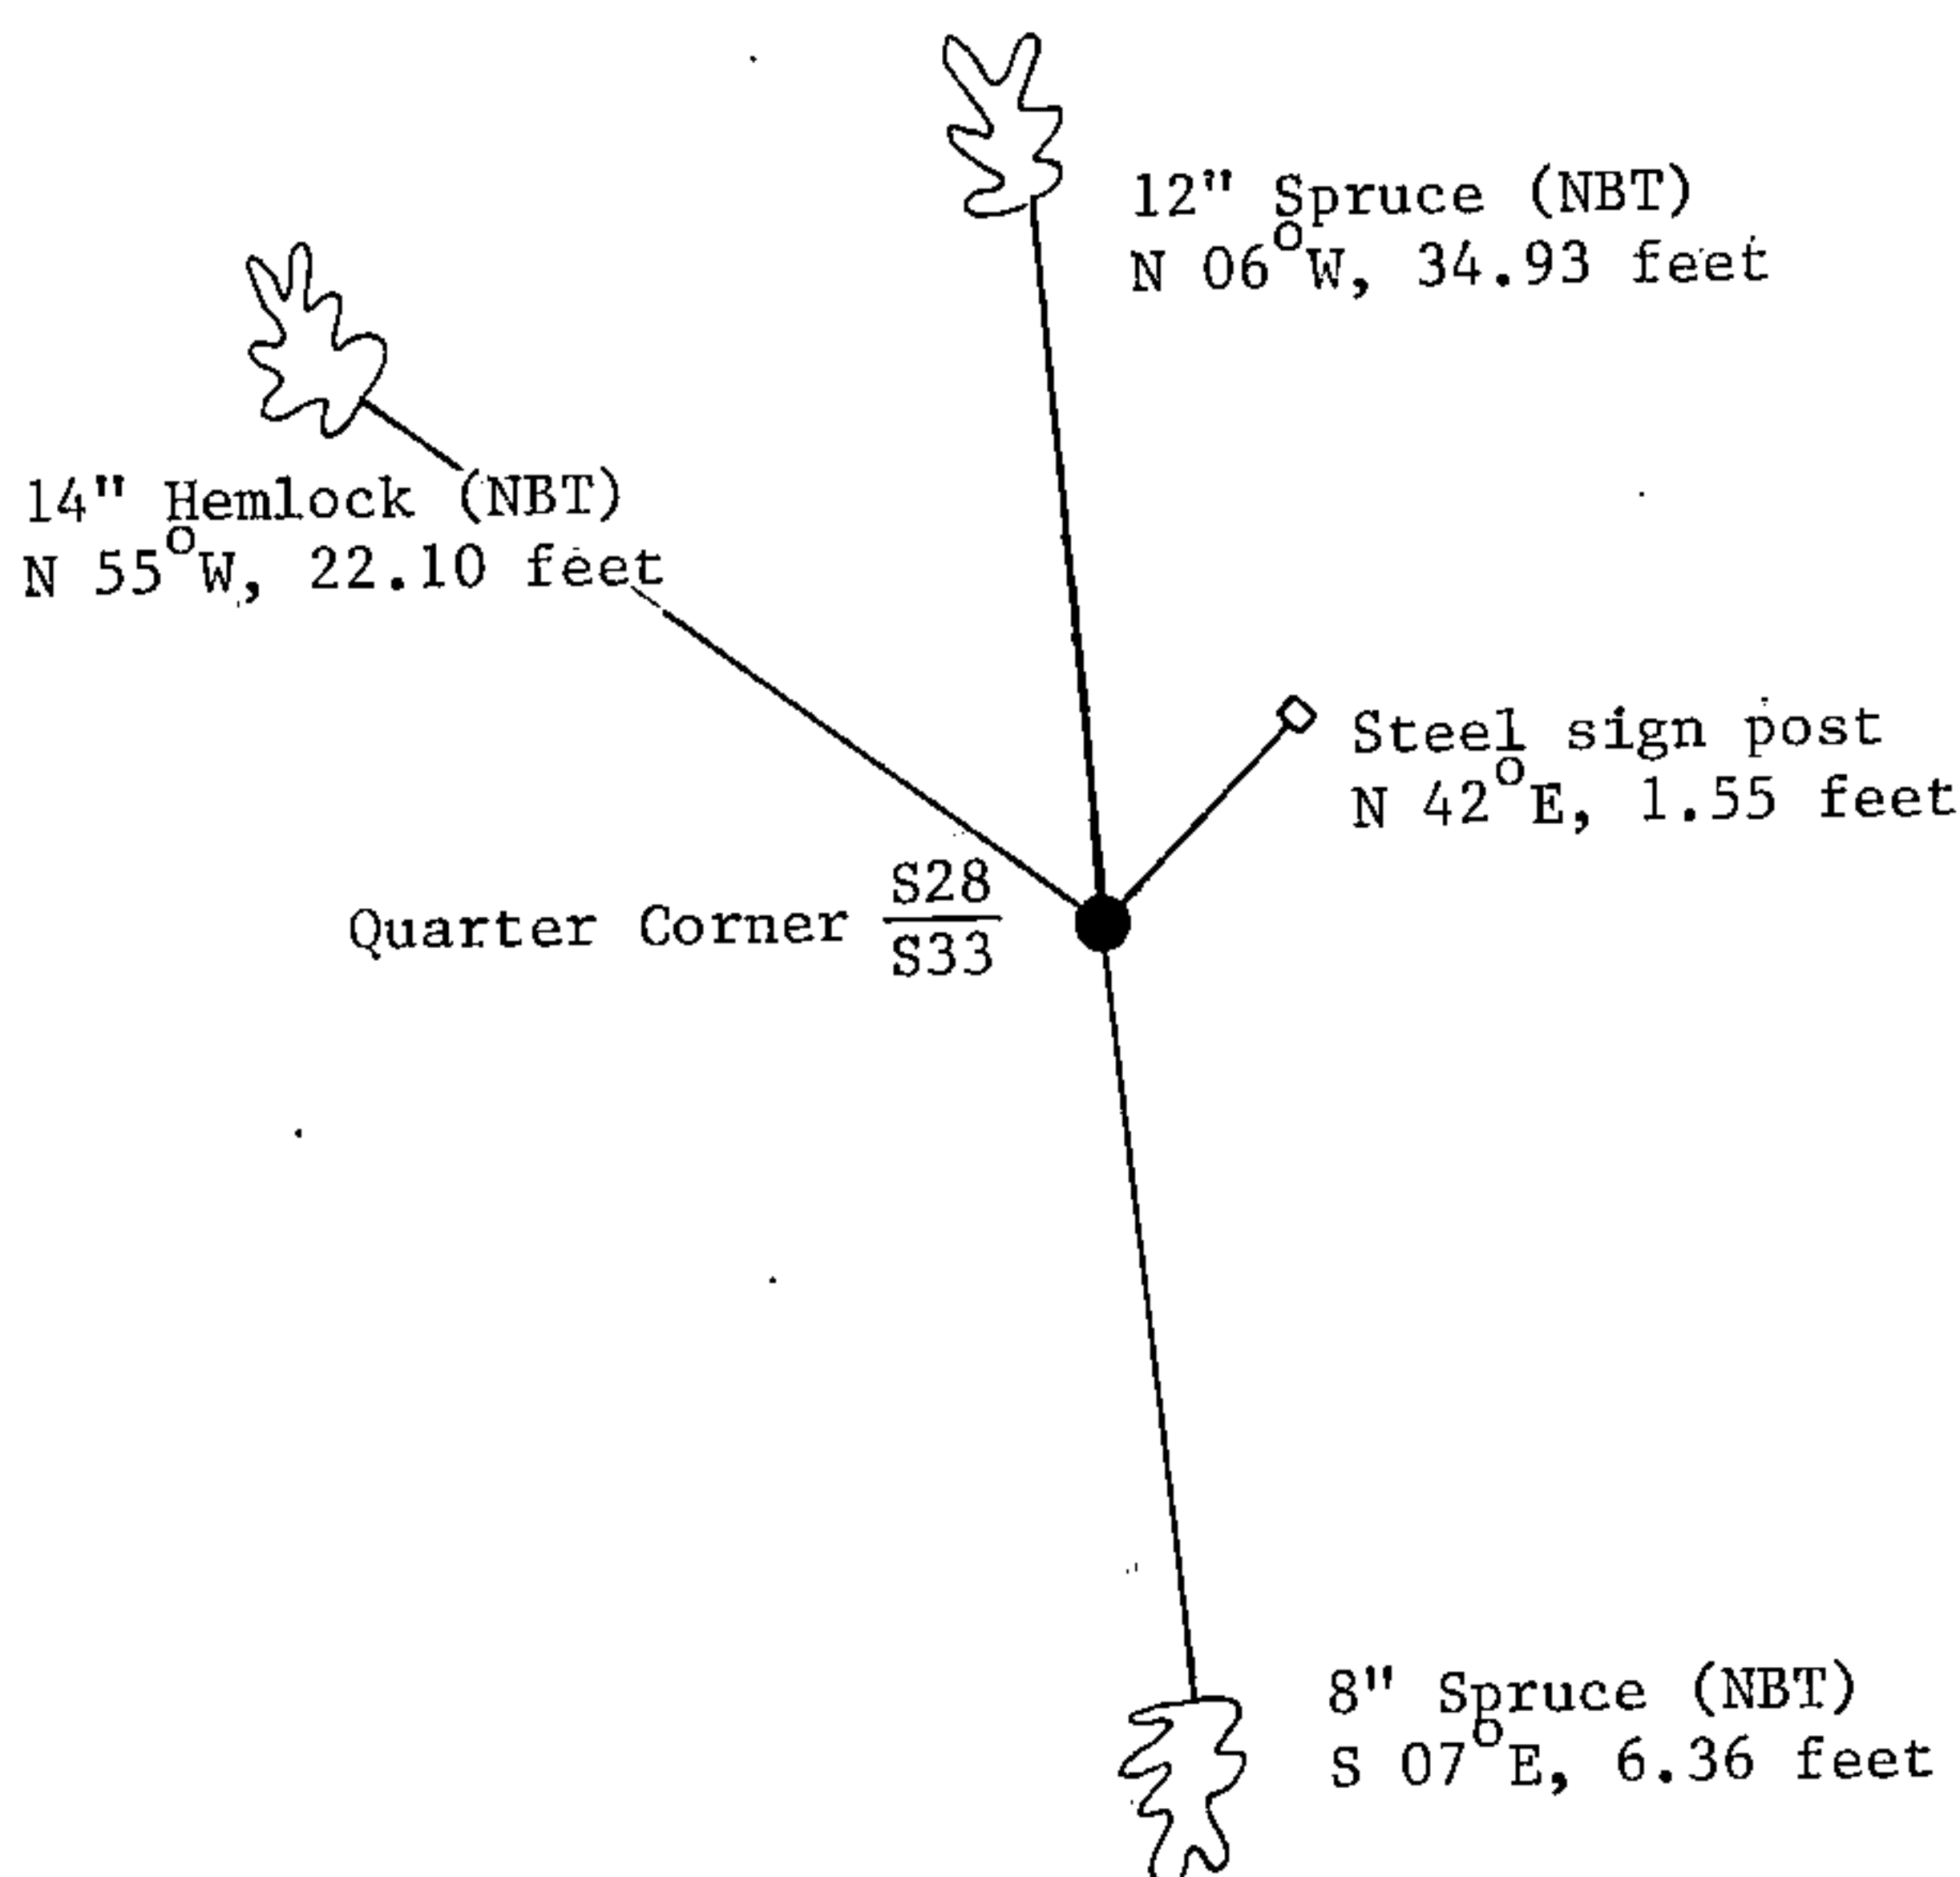 12" Spruce (NBT)
N 06°W, 34.93 feet
14" Hemlock (NBT)
N 55°W, 22.10 feet
Steel sign post
N 42°E, 1.55 feet
Quarter Corner S28
S33
8" Spruce (NBT)
S 07°E, 6.36 feet